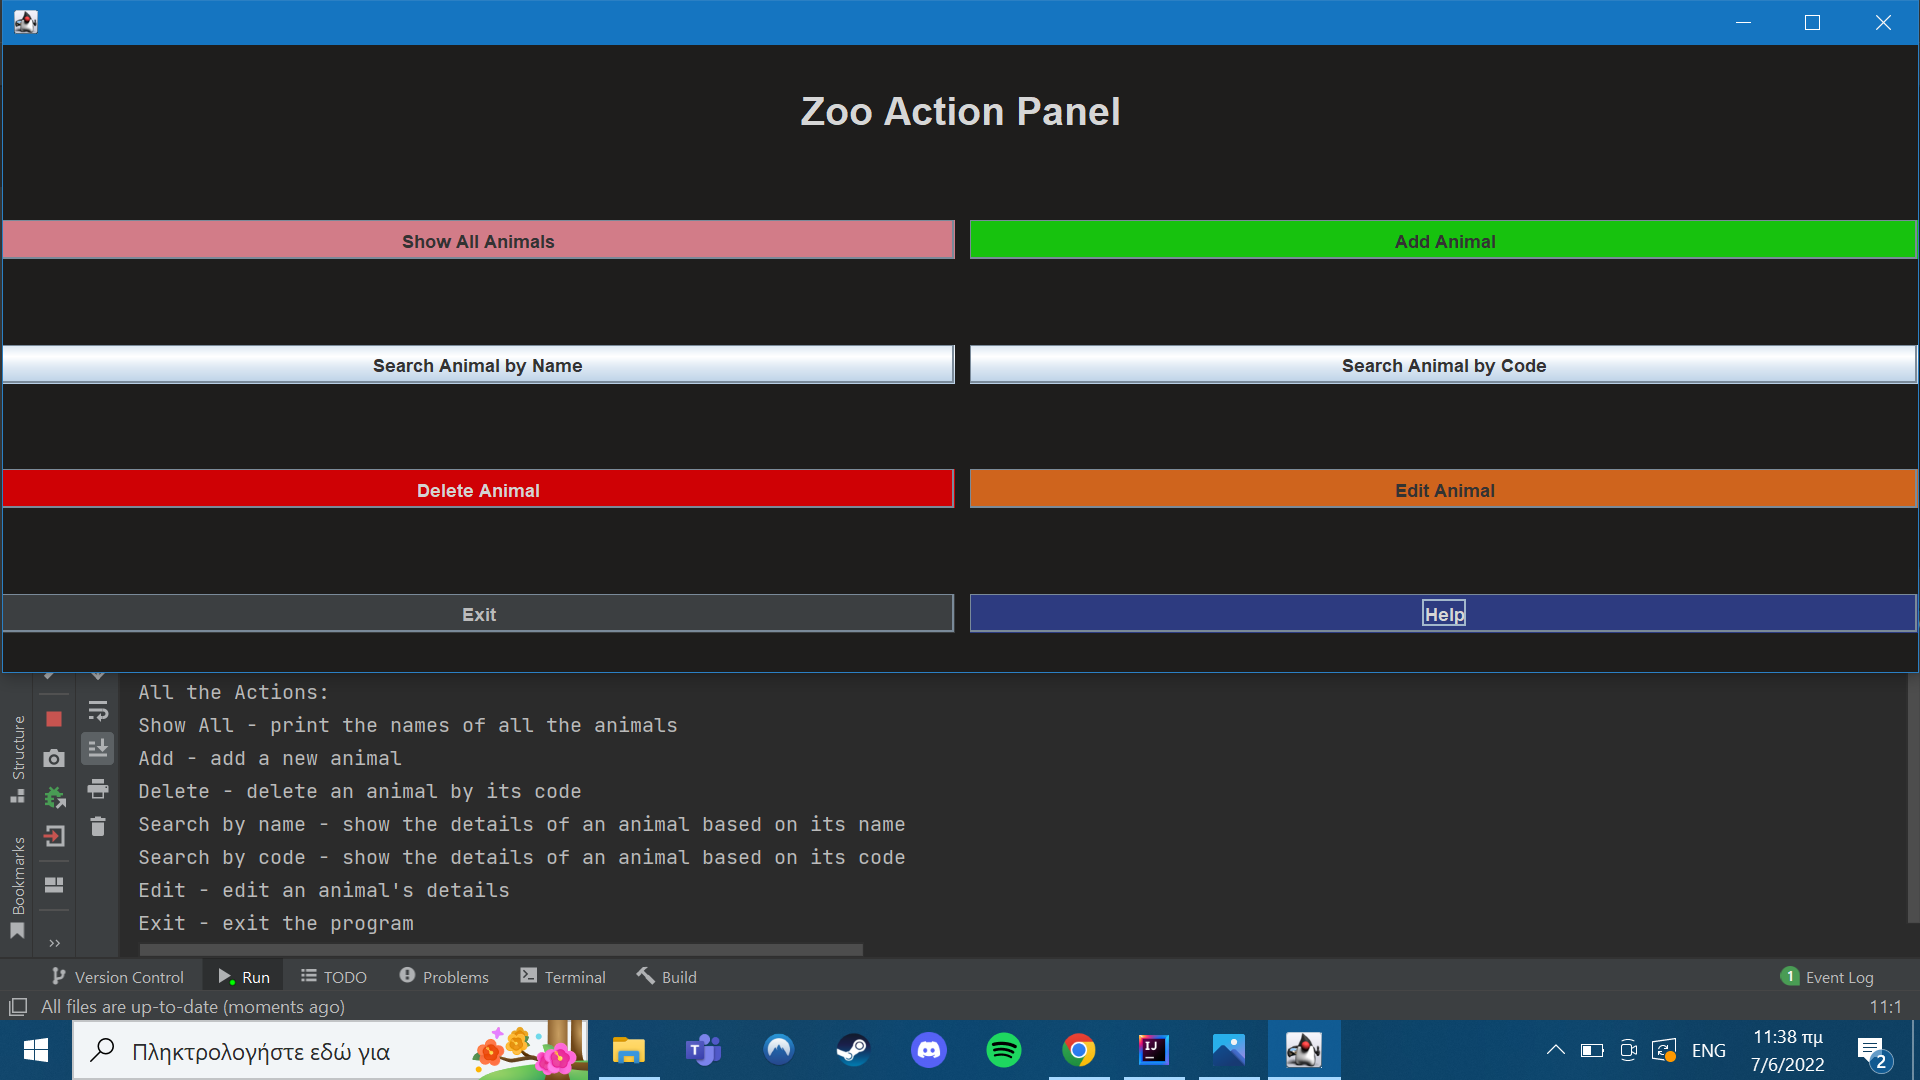 Zoo Action Panel
Show All Animals
Add Animal
Search Animal by Name
Search Animal by Code
Delete Animal
Edit Animal
Exit
Help
All the Actions:
Show All - print the names of all the animals
Add - add a new animal
Delete - delete an animal by its code
Search by name - show the details of an animal based on its name
Search by code - show the details of an animal based on its code
Edit - edit an animal's details
Exit - exit the program
Structure
Bookmarks
Version Control
Run
TODO
Problems
Terminal
Build
1 Event Log
All files are up-to-date (moments ago)
11:1
Πληκτρολογήστε εδώ για
T
IJ
ENG
11:38 πμ
7/6/2022
2